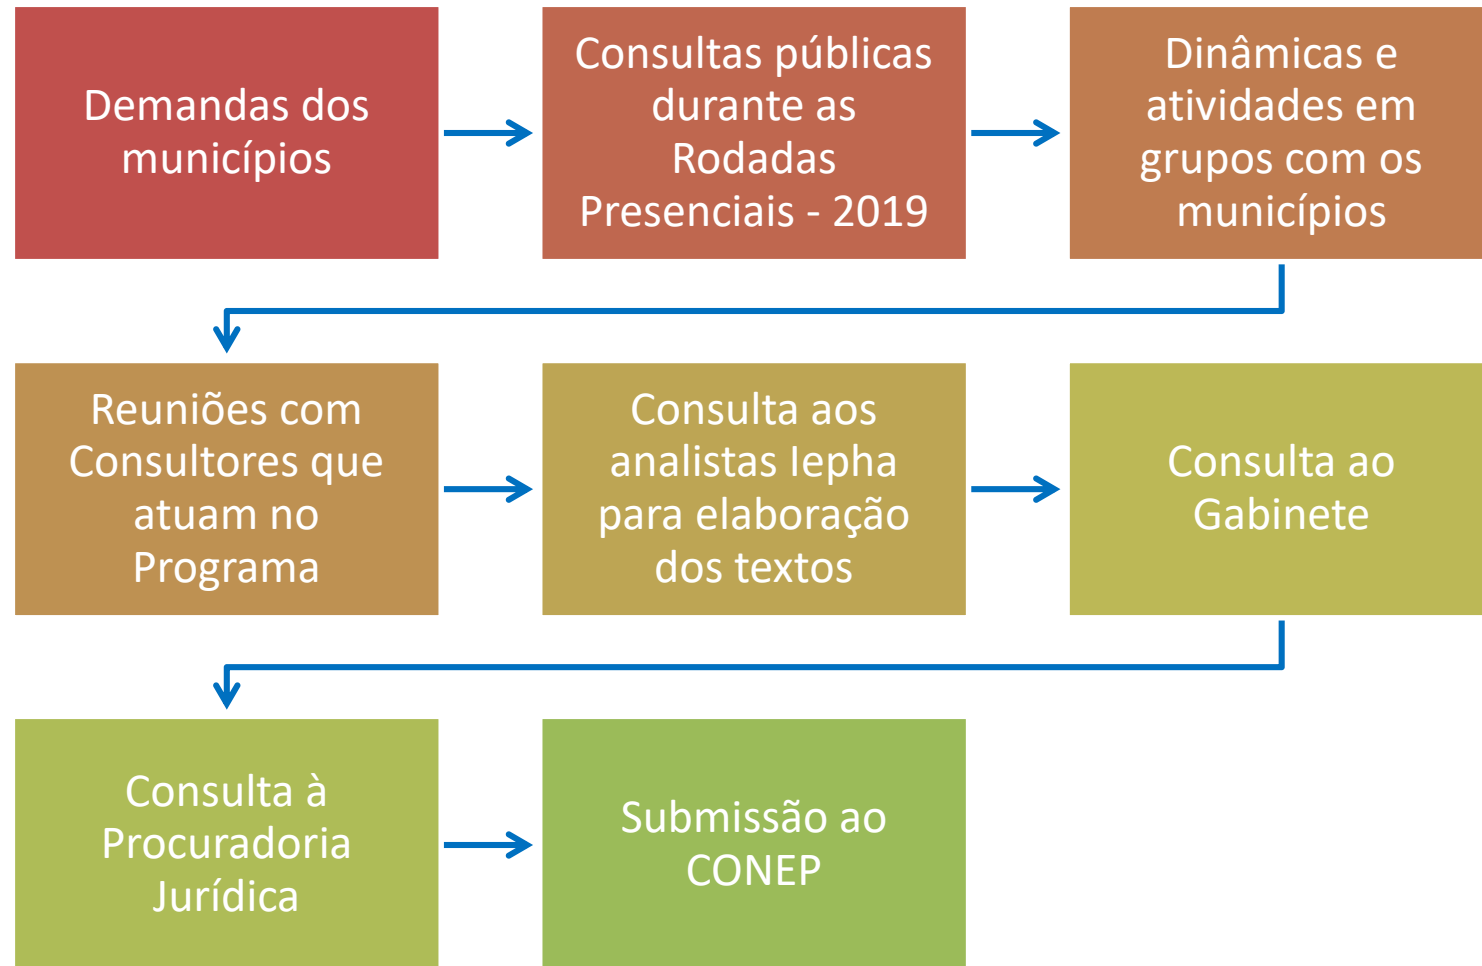 Demandas dos
municípios
Consultas públicas
durante as
Rodadas
Presenciais - 2019
Dinâmicas e
atividades em
grupos com os
municípios
Reuniões com
Consultores que
atuam no
Programa
Consulta aos
analistas Iepha
para elaboração
dos textos
Consulta ao
Gabinete
Consulta à
Procuradoria
Jurídica
Submissão ao
CONEP